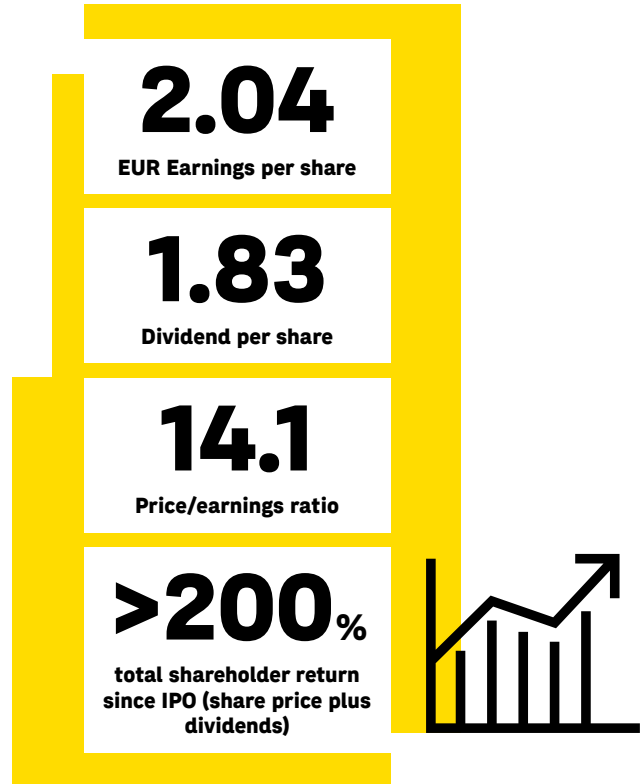 2.04
EUR Earnings per share
1.83
Dividend per share
14.1
Price/earnings ratio
>200%
total shareholder return
since IPO (share price plus
dividends)